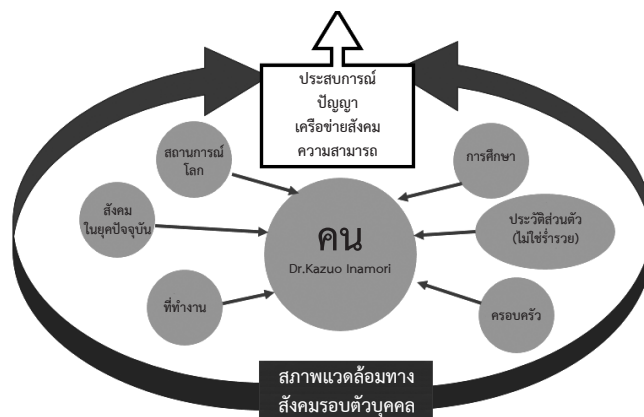 ประสบการณ์
ปัญญา
เครือข่ายสังคม
ความสามารถ
สถานการณ์
โลก
การศึกษา
สังคม
ในยุคปัจจุบัน
คน
Dr.Kazuo Inamori
ประวัติส่วนตัว
(ไม่ใช่ร่ำรวย)
ที่ทำงาน
ครอบครัว
สภาพแวดล้อมทาง
สังคมรอบตัวบุคคล